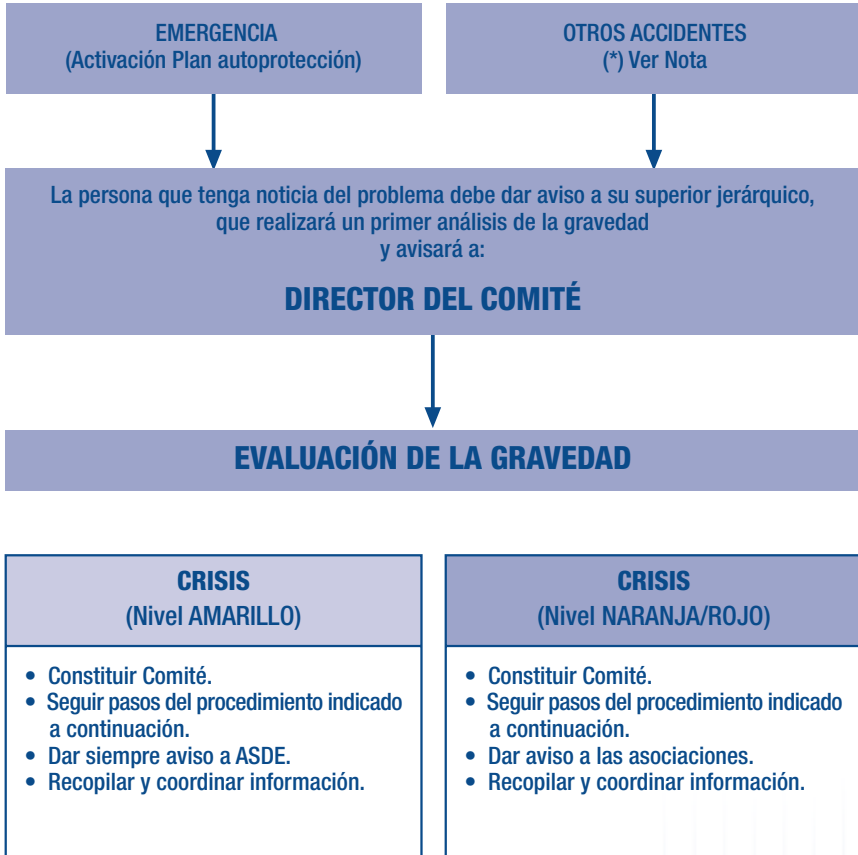 EMERGENCIA
(Activación Plan autoprotección)
OTROS ACCIDENTES
(*) Ver Nota
La persona que tenga noticia del problema debe dar aviso a su superior jerárquico,
que realizará un primer análisis de la gravedad
y avisará a:
DIRECTOR DEL COMITÉ
EVALUACIÓN DE LA GRAVEDAD
CRISIS
(Nivel AMARILLO)
• Constituir Comité.
• Seguir pasos del procedimiento indicado
a continuación.
• Dar siempre aviso a ASDE.
• Recopilar y coordinar información.
CRISIS
(Nivel NARANJA/ROJO)
• Constituir Comité.
• Seguir pasos del procedimiento indicado
a continuación.
• Dar aviso a las asociaciones.
• Recopilar y coordinar información.